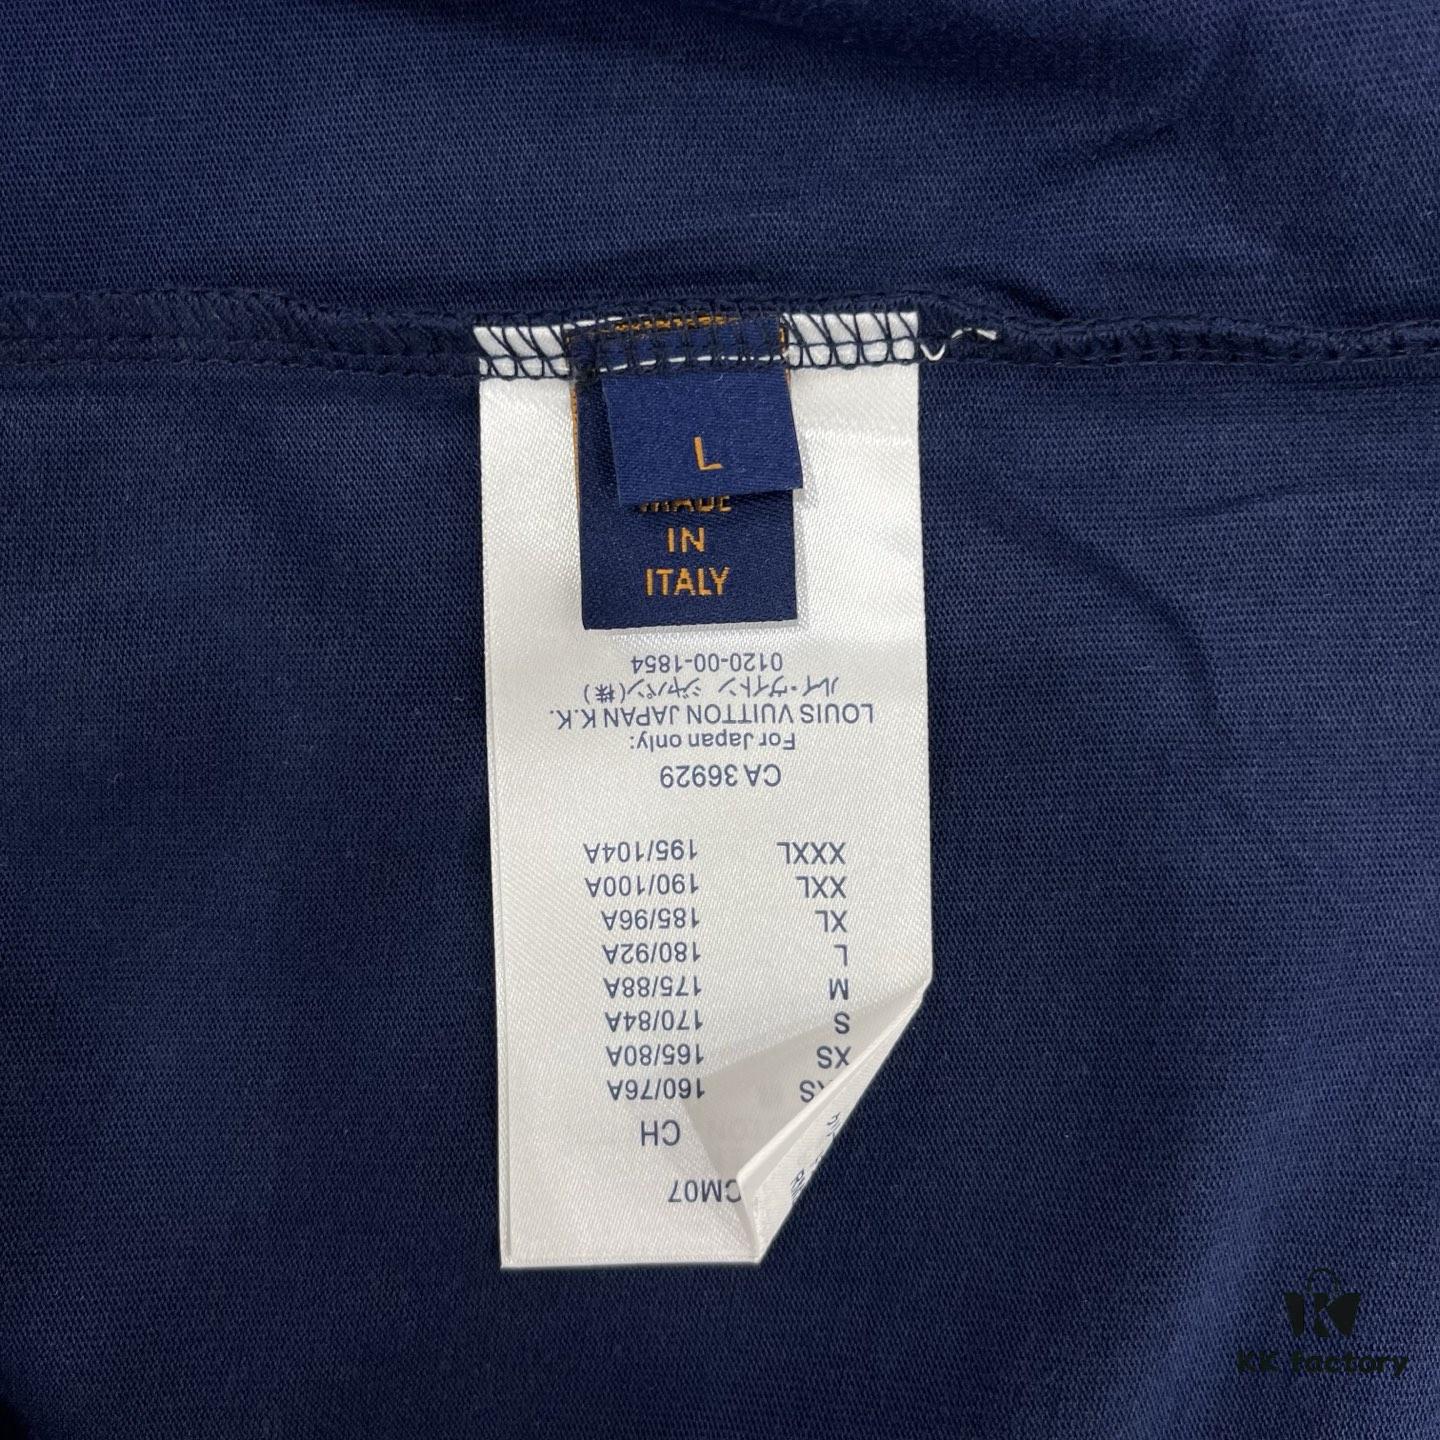 L
MADE
IN
ITALY
CM07
CH
XS 160/76A
XS 165/80A
S 170/84A
M 175/88A
L 180/92A
XL 185/96A
XXL 190/100A
XXXL 195/104A
CA 36929
For Japan only:
LOUIS VUITTON JAPAN K.K.
ルイ・ヴィトン ジャパン(株)
0120-00-1854
KK factory